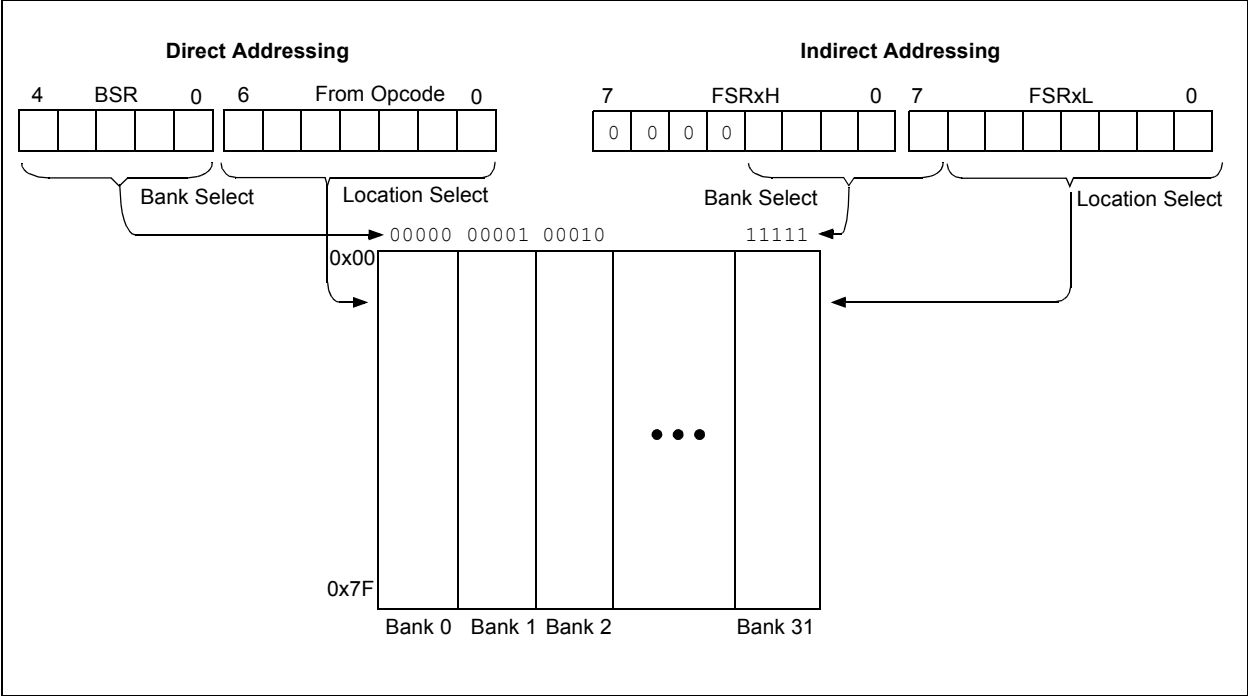 Direct Addressing
Indirect Addressing
4 BSR 0 6 From Opcode 0
7 FSRxH 0 7 FSRxL 0
0 0 0 0
Bank Select
Location Select
Bank Select
Location Select
00000 00001 00010 11111
0x00
0x7F
Bank 0 Bank 1 Bank 2 Bank 31